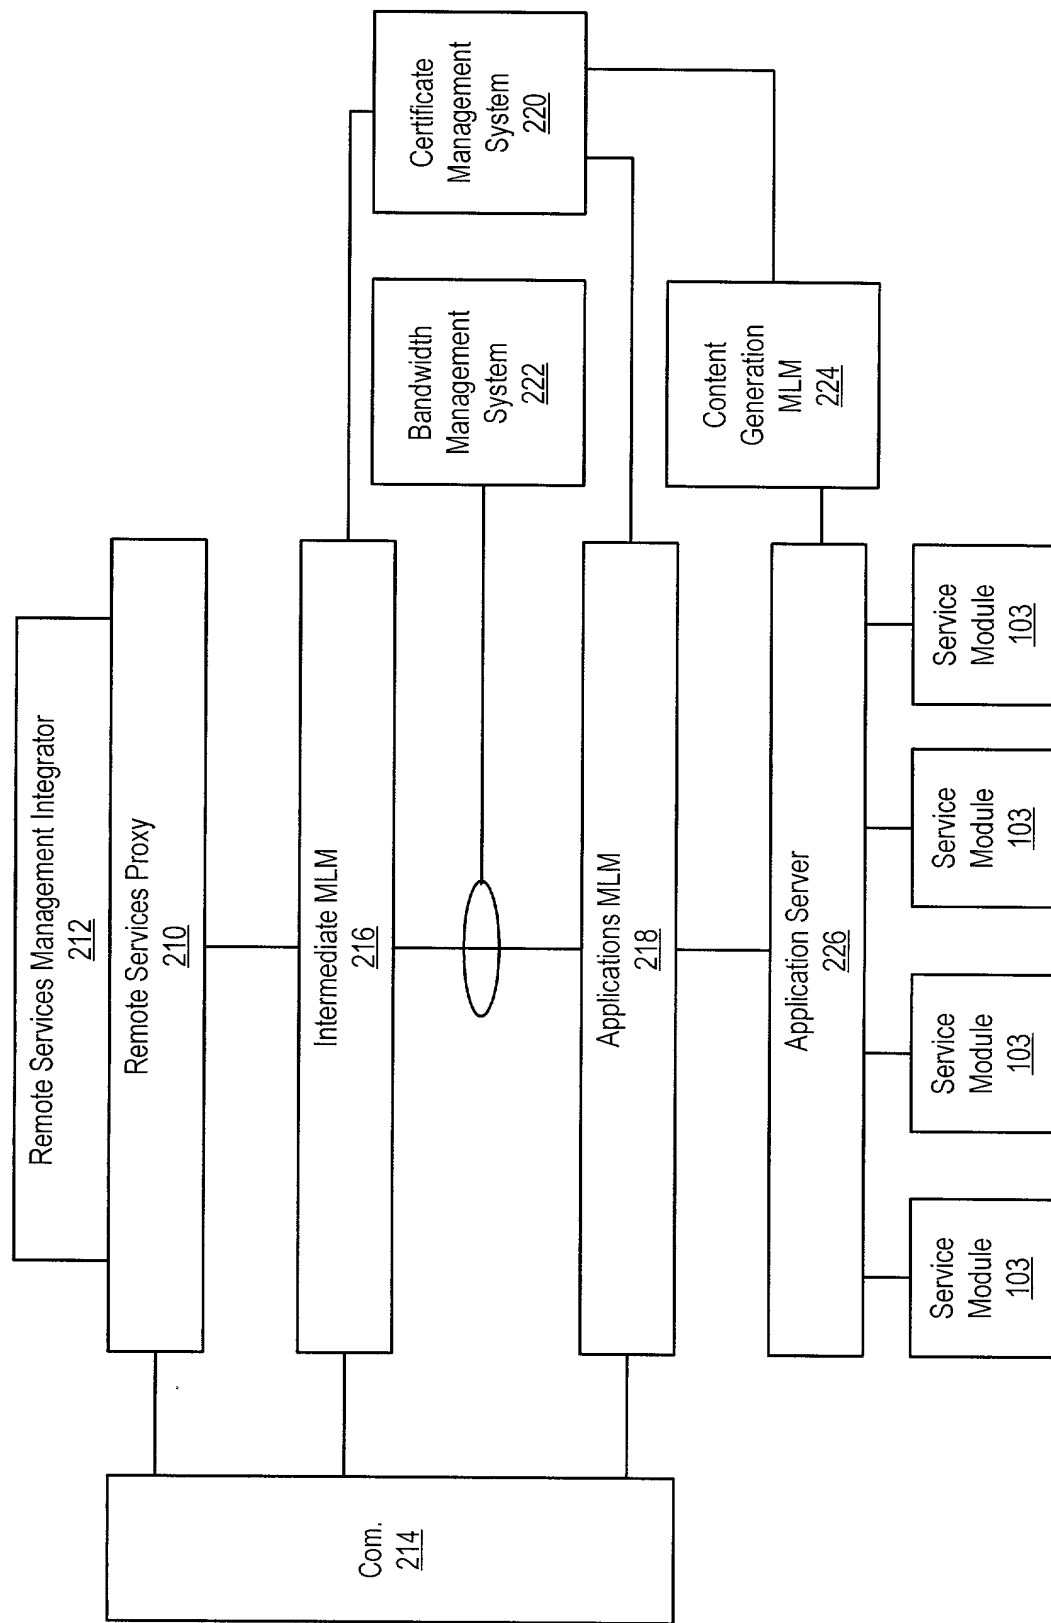 Remote Services Management Integrator
212
Remote Services Proxy
210
Com.
214
Intermediate MLM
216
Certificate
Management
System
220
Bandwidth
Management
System
222
Applications MLM
218
Content
Generation
MLM
224
Application Server
226
Service
Module
103
Service
Module
103
Service
Module
103
Service
Module
103